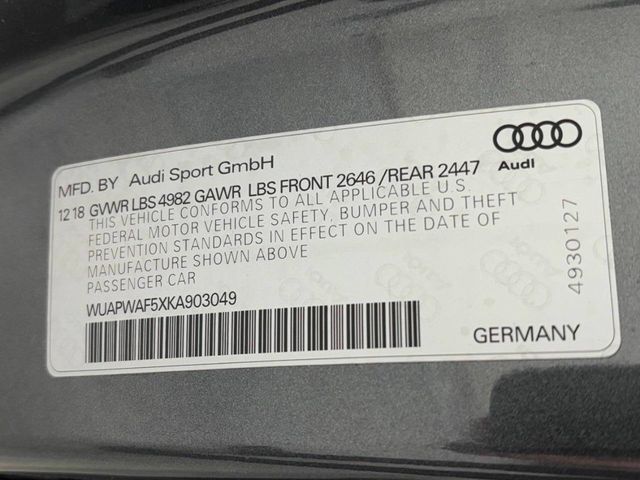 MFD. BY Audi Sport GmbH
Audi
12 18 GVWR LBS 4982 GAWR LBS FRONT 2646 /REAR 2447
THIS VEHICLE CONFORMS TO ALL APPLICABLE U.S.
FEDERAL MOTOR VEHICLE SAFETY, BUMPER AND THEFT
PREVENTION STANDARDS IN EFFECT ON THE DATE OF
MANUFACTURE SHOWN ABOVE
PASSENGER CAR
WUAPWAF5XKA903049
4930127
GERMANY